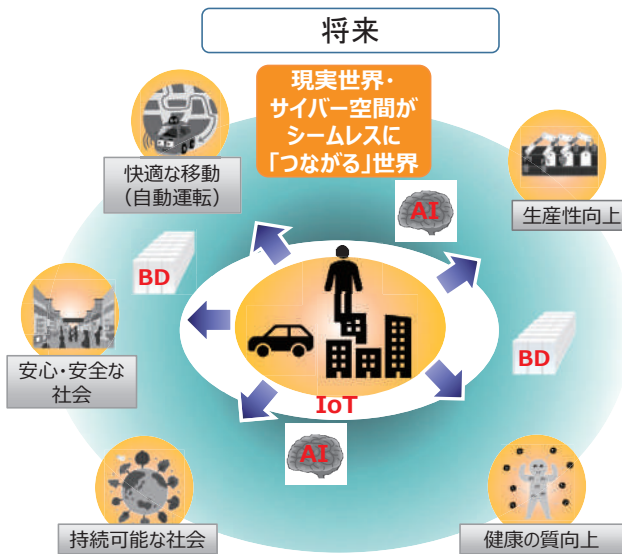 将来
現実世界・
サイバー空間が
シームレスに
「つながる」世界
快適な移動
(自動運転)
AI
生産性向上
BD
安心・安全な
社会
BD
IoT
AI
持続可能な社会
健康の質向上